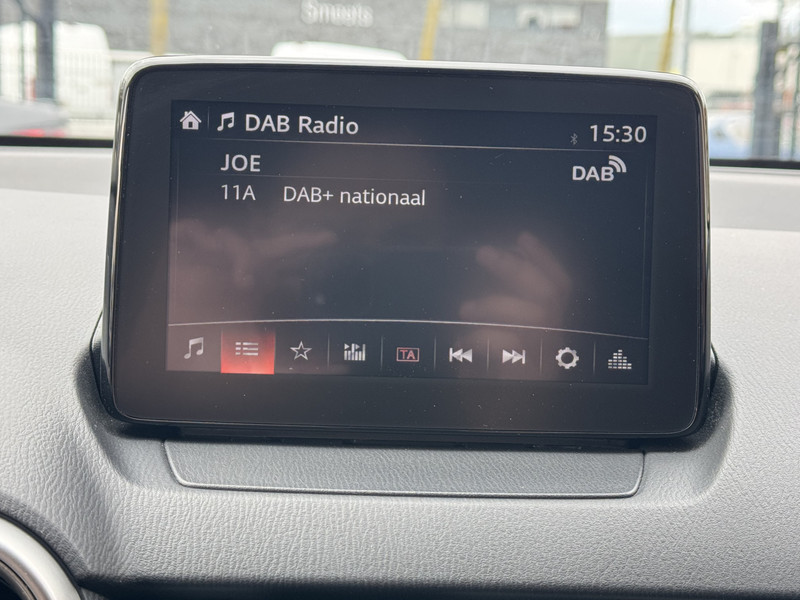 Smeets
DAB Radio 15:30
JOE DAB
11A DAB+ nationaal
TA